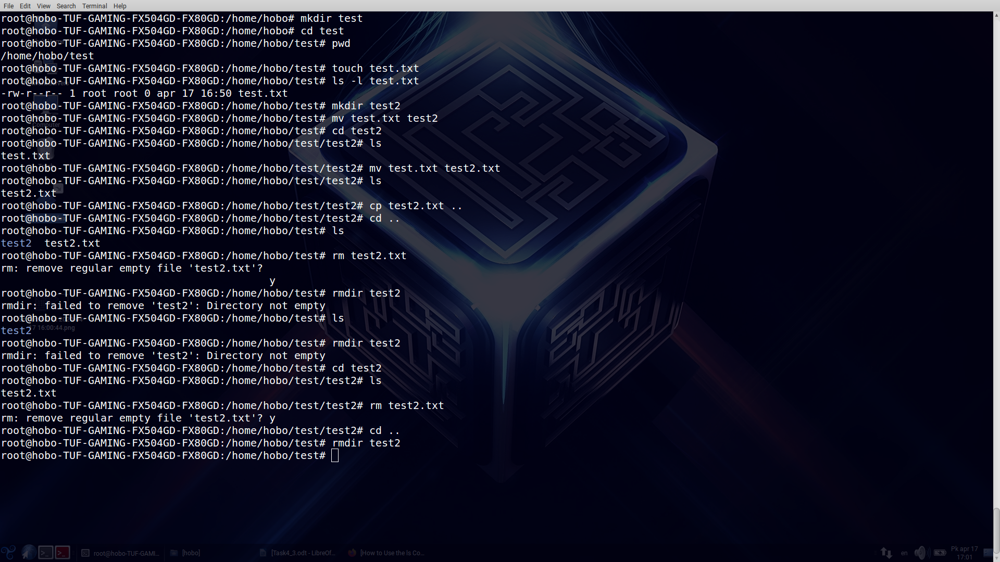 File Edit View Search Terminal Help
root@hobo-TUF-GAMING-FX504GD-FX80GD:/home/hobo# mkdir test
root@hobo-TUF-GAMING-FX504GD-FX80GD:/home/hobo# cd test
root@hobo-TUF-GAMING-FX504GD-FX80GD:/home/hobo/test# pwd
/home/hobo/test
root@hobo-TUF-GAMING-FX504GD-FX80GD:/home/hobo/test# touch test.txt
root@hobo-TUF-GAMING-FX504GD-FX80GD:/home/hobo/test# ls -l test.txt
-rw-r--r-- 1 root root 0 apr 17 16:50 test.txt
root@hobo-TUF-GAMING-FX504GD-FX80GD:/home/hobo/test# mkdir test2
root@hobo-TUF-GAMING-FX504GD-FX80GD:/home/hobo/test# mv test.txt test2
Computer
root@hobo-TUF-GAMING-FX504GD-FX80GD:/home/hobo/test# cd test2
root@hobo-TUF-GAMING-FX504GD-FX80GD:/home/hobo/test/test2# ls
test.txt
root@hobo-TUF-GAMING-FX504GD-FX80GD:/home/hobo/test/test2# mv test.txt test2.txt
root@hobo-TUF-GAMING-FX504GD-FX80GD:/home/hobo/test/test2# ls
test2.txt
root@hobo-TUF-GAMING-FX504GD-FX80GD:/home/hobo/test/test2# cp test2.txt ..
root@hobo-TUF-GAMING-FX504GD-FX80GD:/home/hobo/test/test2# cd ..
root@hobo-TUF-GAMING-FX504GD-FX80GD:/home/hobo/test# ls
test2  test2.txt
root@hobo-TUF-GAMING-FX504GD-FX80GD:/home/hobo/test# rm test2.txt
rm: remove regular empty file 'test2.txt'?
y
root@hobo-TUF-GAMING-FX504GD-FX80GD:/home/hobo/test# rmdir test2
rmdir: failed to remove 'test2': Directory not empty
root@hobo-TUF-GAMING-FX504GD-FX80GD:/home/hobo/test# ls
test2
17 16:00:44.png
root@hobo-TUF-GAMING-FX504GD-FX80GD:/home/hobo/test# rmdir test2
rmdir: failed to remove 'test2': Directory not empty
root@hobo-TUF-GAMING-FX504GD-FX80GD:/home/hobo/test# cd test2
root@hobo-TUF-GAMING-FX504GD-FX80GD:/home/hobo/test/test2# ls
test2.txt
root@hobo-TUF-GAMING-FX504GD-FX80GD:/home/hobo/test/test2# rm test2.txt
rm: remove regular empty file 'test2.txt'? y
root@hobo-TUF-GAMING-FX504GD-FX80GD:/home/hobo/test/test2# cd ..
root@hobo-TUF-GAMING-FX504GD-FX80GD:/home/hobo/test# rmdir test2
root@hobo-TUF-GAMING-FX504GD-FX80GD:/home/hobo/test#
root@hobo-TUF-GAMI... [hobo] [Task4_3.odt - LibreOf... [How to Use the ls Co... en Pk apr 17
17:01